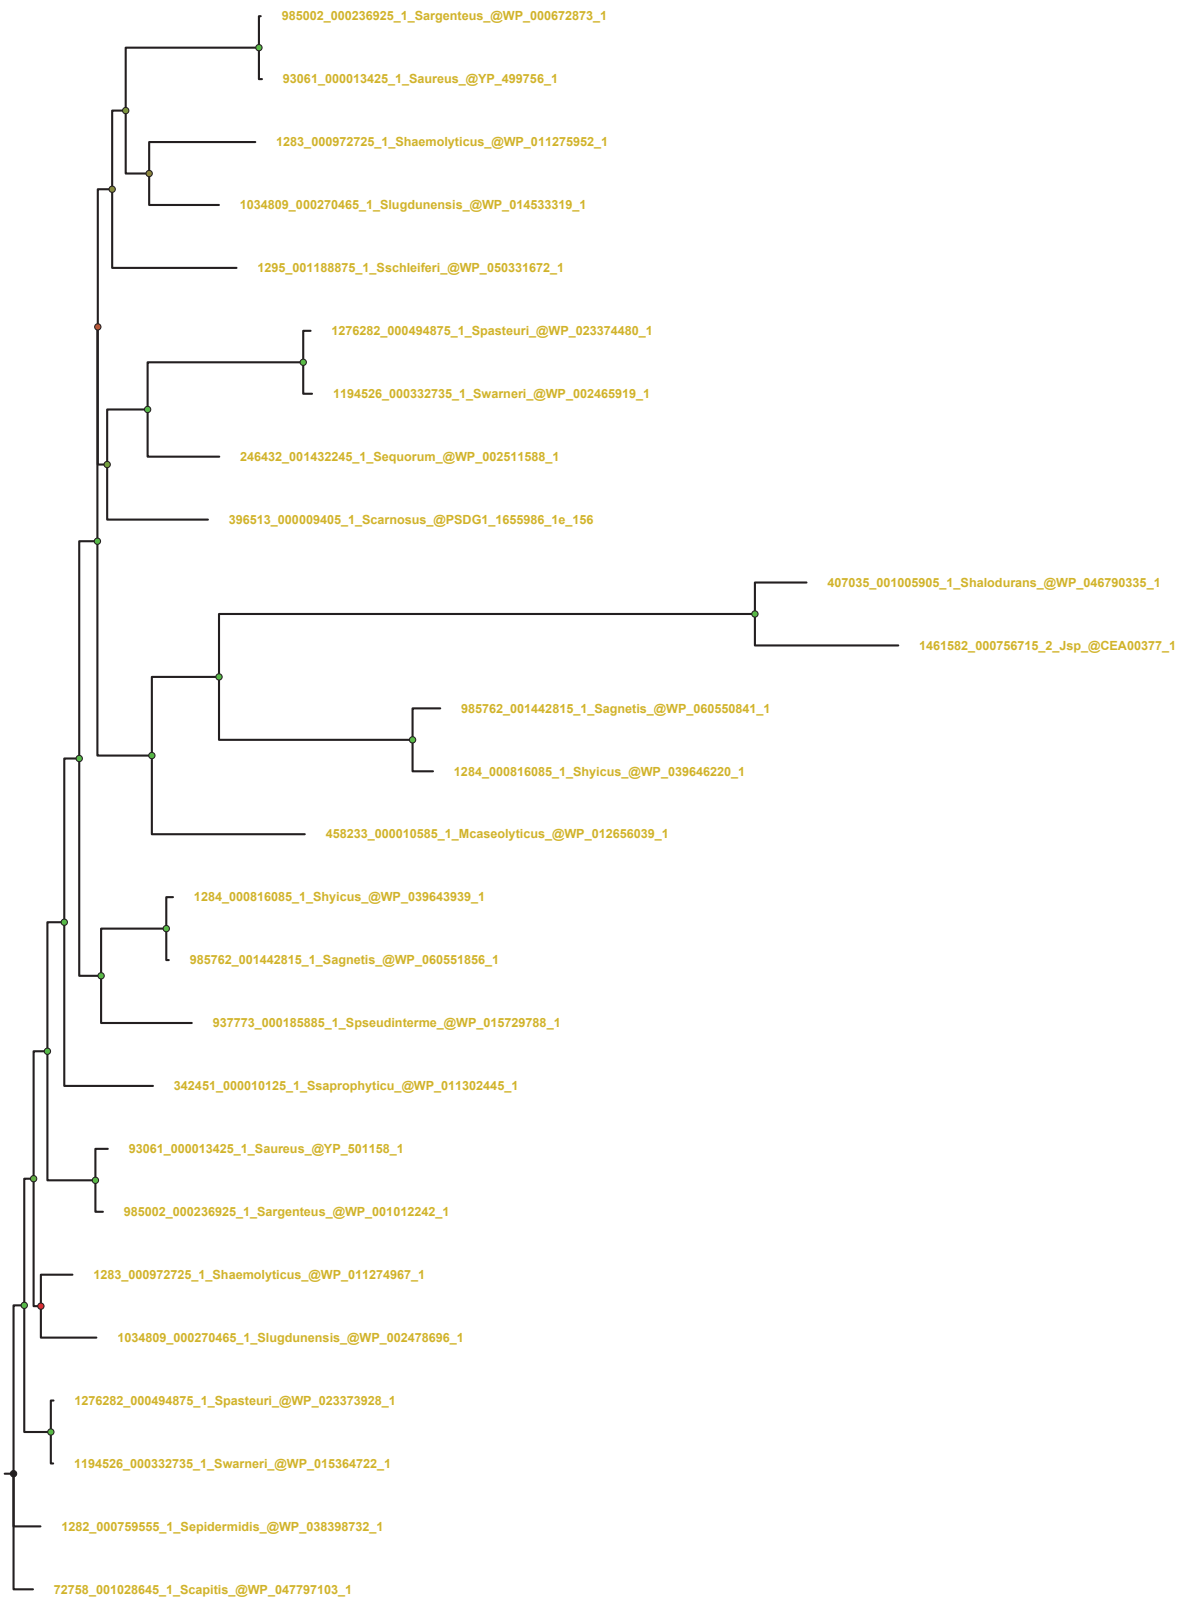 985002_000236925_1_Sargenteus_@WP_000672873_1
93061_000013425_1_Saureus_@YP_499756_1
1283_000972725_1_Shaemolyticus_@WP_011275952_1
1034809_000270465_1_Slugdunensis_@WP_014533319_1
1295_001188875_1_Sschleiferi_@WP_050331672_1
1276282_000494875_1_Spasteuri_@WP_023374480_1
1194526_000332735_1_Swarneri_@WP_002465919_1
246432_001432245_1_Sequorum_@WP_002511588_1
396513_000009405_1_Scarnosus_@PSDG1_1655986_1e_156
407035_001005905_1_Shalodurans_@WP_046790335_1
1461582_000756715_2_Jsp_@CEA00377_1
985762_001442815_1_Sagnetis_@WP_060550841_1
1284_000816085_1_Shyicus_@WP_039646220_1
458233_000010585_1_Mcaseolyticus_@WP_012656039_1
1284_000816085_1_Shyicus_@WP_039643939_1
985762_001442815_1_Sagnetis_@WP_060551856_1
937773_000185885_1_Spseudinterme_@WP_015729788_1
342451_000010125_1_Ssaprophyticu_@WP_011302445_1
93061_000013425_1_Saureus_@YP_501158_1
985002_000236925_1_Sargenteus_@WP_001012242_1
1283_000972725_1_Shaemolyticus_@WP_011274967_1
1034809_000270465_1_Slugdunensis_@WP_002478696_1
1276282_000494875_1_Spasteuri_@WP_023373928_1
1194526_000332735_1_Swarneri_@WP_015364722_1
1282_000759555_1_Sepidermidis_@WP_038398732_1
72758_001028645_1_Scapitis_@WP_047797103_1